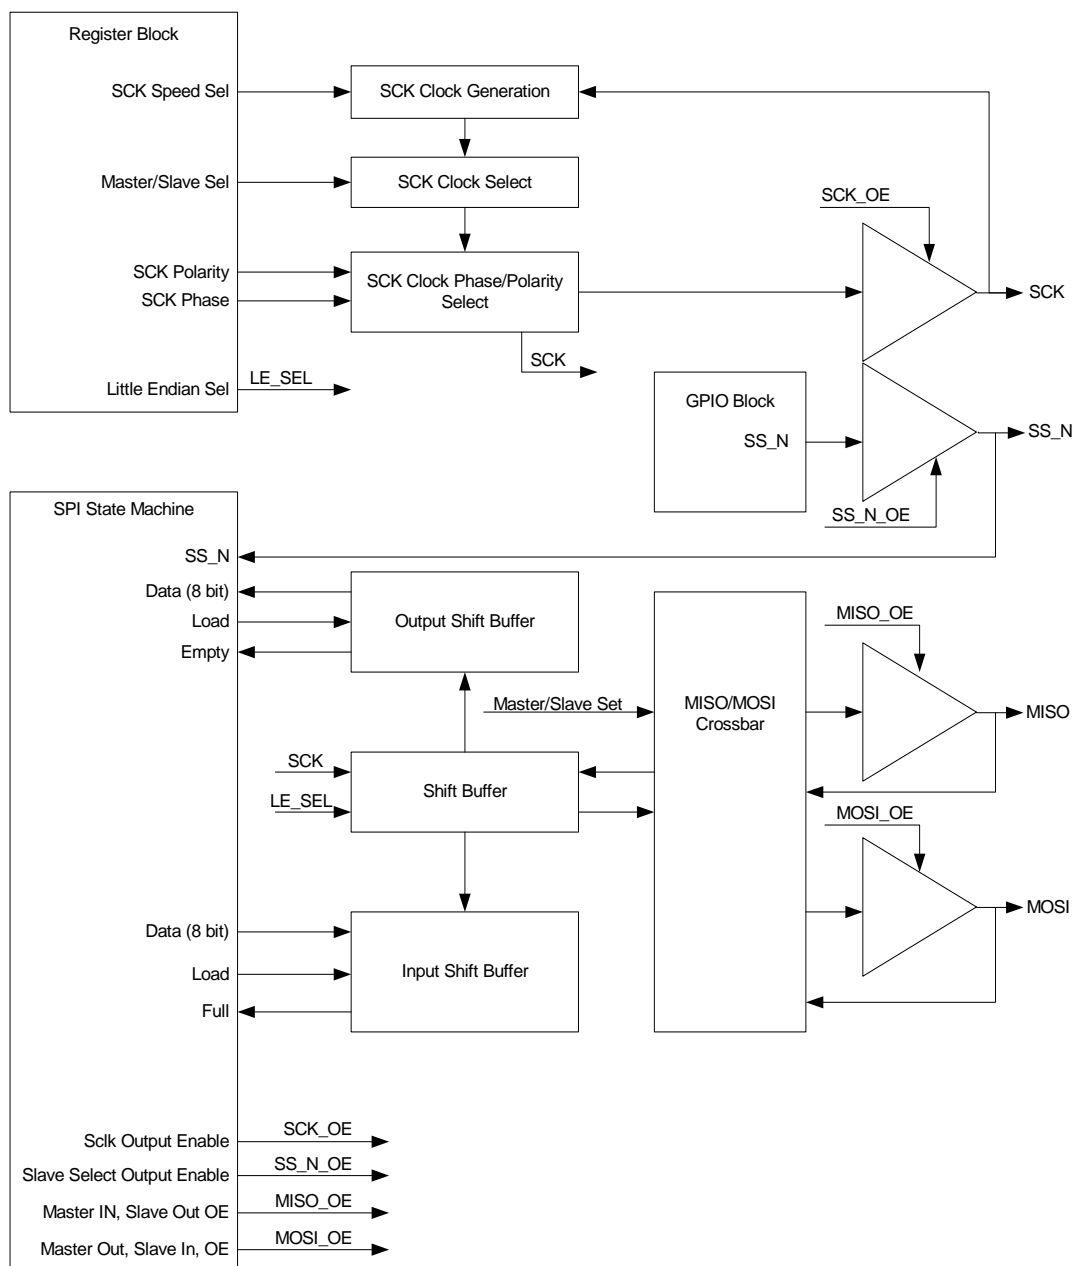 Register Block
SCK Speed Sel
SCK Clock Generation
Master/Slave Sel
SCK Clock Select
SCK_OE
SCK Polarity
SCK Phase
SCK Clock Phase/Polarity
Select
SCK
SCK
Little Endian Sel
LE_SEL
GPIO Block
SS_N
SS_N
SS_N_OE
SPI State Machine
SS_N
Data (8 bit)
Load
Empty
Output Shift Buffer
MISO_OE
Master/Slave Set
MISO/MOSI
Crossbar
MISO
SCK
LE_SEL
Shift Buffer
MOSI_OE
MOSI
Data (8 bit)
Load
Full
Input Shift Buffer
Sclk Output Enable
SCK_OE
Slave Select Output Enable
SS_N_OE
Master IN, Slave Out OE
MISO_OE
Master Out, Slave In, OE
MOSI_OE